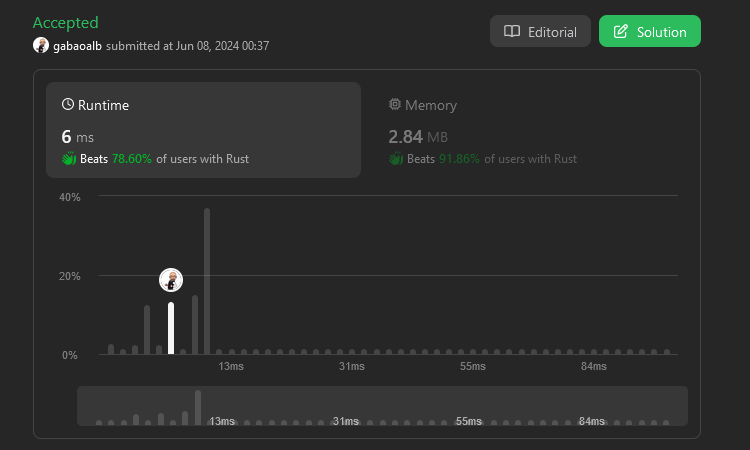 Accepted
Editorial
Solution
gabaoalb submitted at Jun 08, 2024 00:37
Runtime
Memory
6 ms
2.84 MB
Beats 78.60% of users with Rust
Beats 91.86% of users with Rust
40%
20%
0%
13ms 31ms 55ms 84ms
13ms 31ms 55ms 84ms